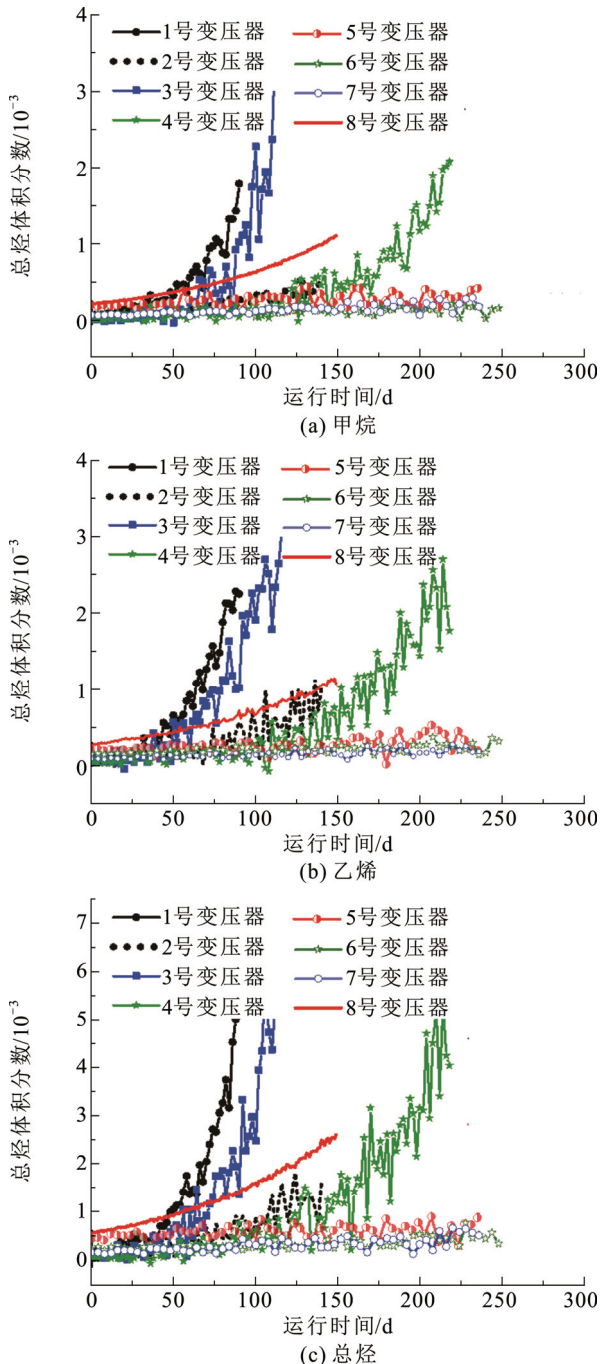 4
1号变压器 5号变压器
2号变压器 6号变压器
3 3号变压器 7号变压器
4号变压器 8号变压器
2
1
0
总烃体积分数/10⁻³
0 50 100 150 200 250 300
运行时间/d
(a) 甲烷
4
1号变压器 5号变压器
2号变压器 6号变压器
3 3号变压器 7号变压器
4号变压器 8号变压器
2
1
0
总烃体积分数/10⁻³
0 50 100 150 200 250 300
运行时间/d
(b) 乙烯
7
1号变压器 5号变压器
2号变压器 6号变压器
6 3号变压器 7号变压器
4号变压器 8号变压器
5
4
3
2
1
0
总烃体积分数/10⁻³
0 50 100 150 200 250 300
运行时间/d
(c) 总烃